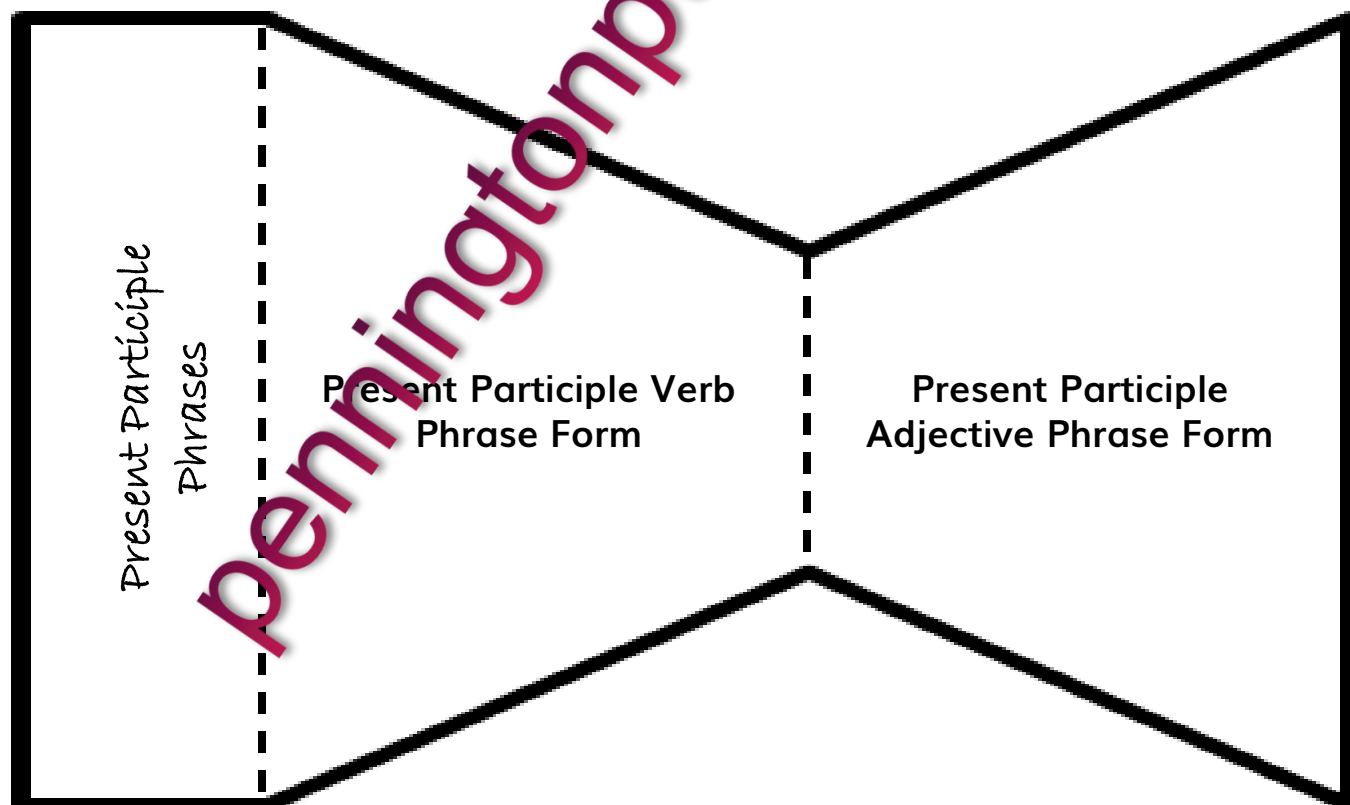 Present Participle
Phrases
Present Participle Verb
Phrase Form
Present Participle
Adjective Phrase Form
penningtonp